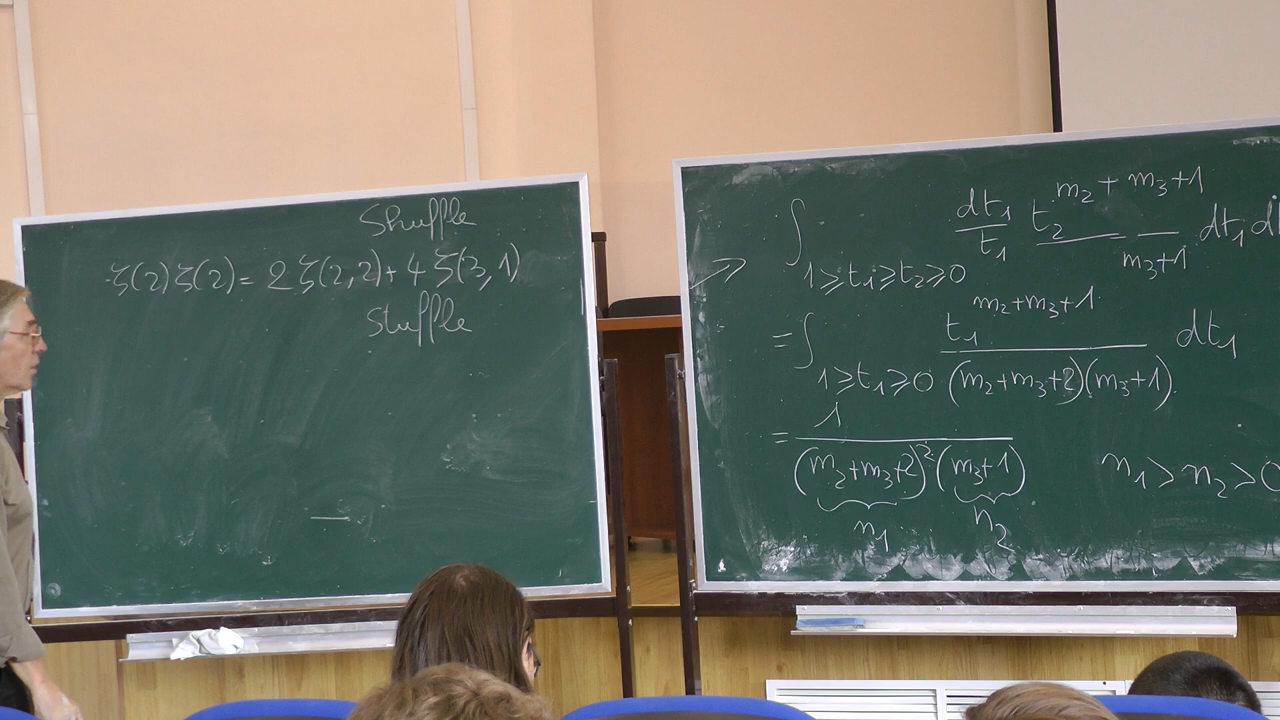 Shuffle
ζ(2)ζ(2) = 2ζ(2,2) + 4ζ(3,1)
Stuffle
∫_{1⩾t₁⩾t₂⩾0} dt₁/t₁ t₂^{m₂+m₃+1}/(m₃+1) dt₁ d
= ∫_{1⩾t₁⩾0} t₁^{m₂+m₃+1}/((m₂+m₃+2)(m₃+1)) dt₁
= 1/((m₂+m₃+2)²(m₃+1)) n₁ > n₂ > 0
n₁ n₂